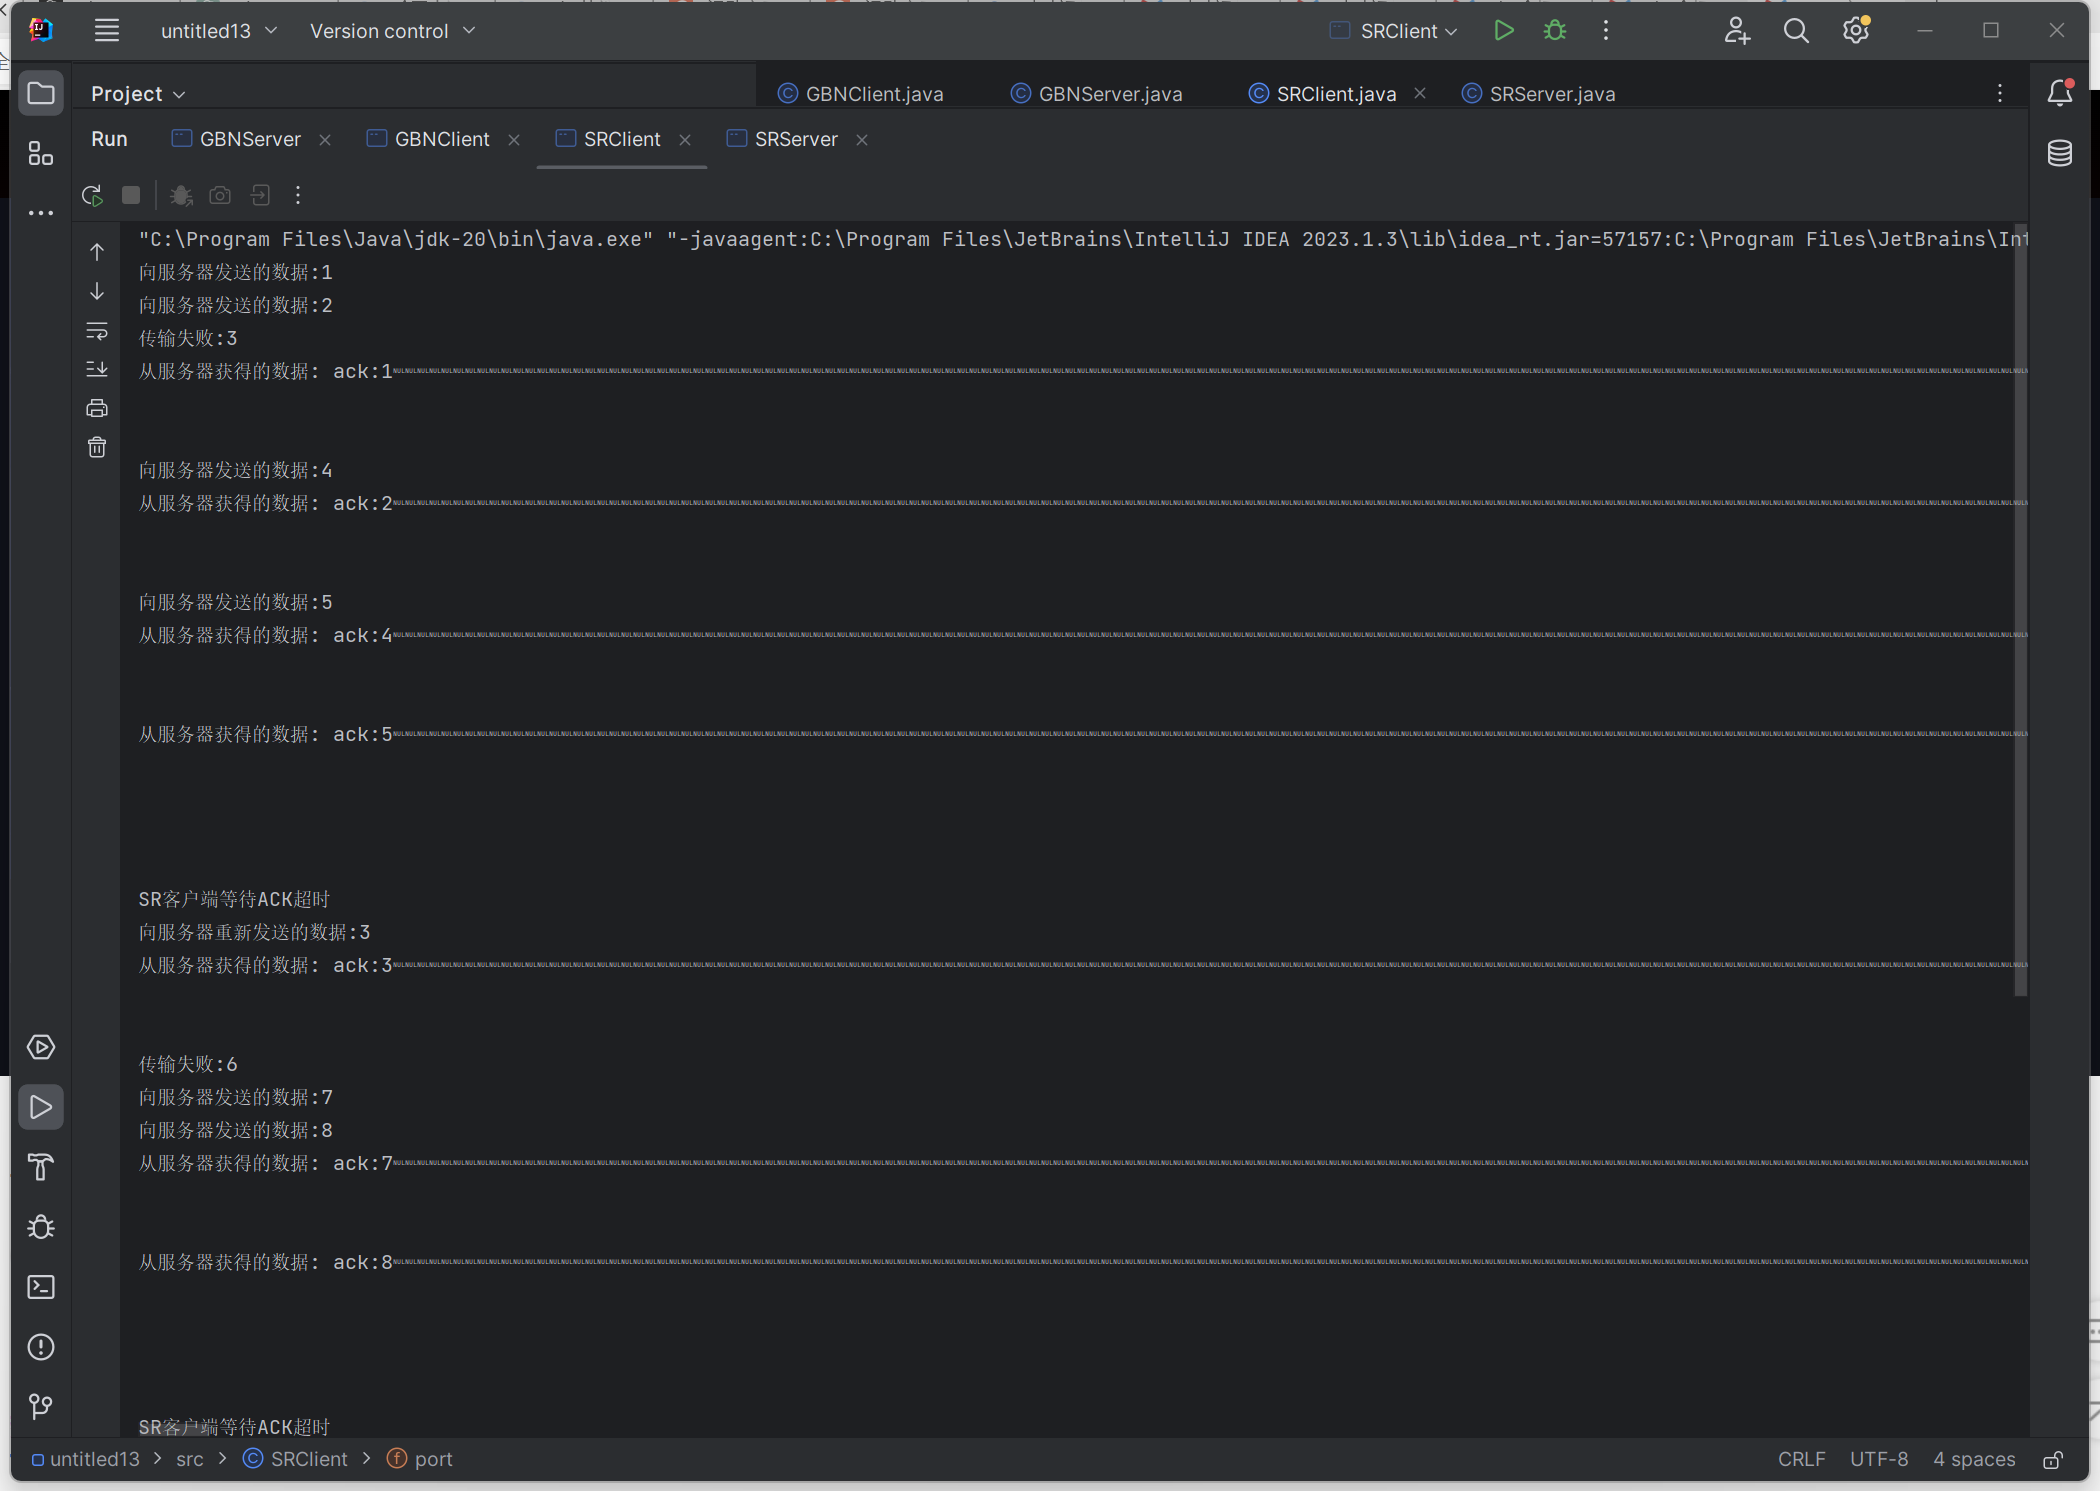 untitled13
Version control
SRClient
Project
GBNClient.java
GBNServer.java
SRClient.java
SRServer.java
Run
GBNServer
GBNClient
SRClient
SRServer
"C:\Program Files\Java\jdk-20\bin\java.exe" "-javaagent:C:\Program Files\JetBrains\IntelliJ IDEA 2023.1.3\lib\idea_rt.jar=57157:C:\Program Files\JetBrains\Int
向服务器发送的数据:1
向服务器发送的数据:2
传输失败:3
从服务器获得的数据: ack:1
向服务器发送的数据:4
从服务器获得的数据: ack:2
向服务器发送的数据:5
从服务器获得的数据: ack:4
从服务器获得的数据: ack:5
SR客户端等待ACK超时
向服务器重新发送的数据:3
从服务器获得的数据: ack:3
传输失败:6
向服务器发送的数据:7
向服务器发送的数据:8
从服务器获得的数据: ack:7
从服务器获得的数据: ack:8
SR客户端等待ACK超时
untitled13 > src > SRClient > port
CRLF
UTF-8
4 spaces